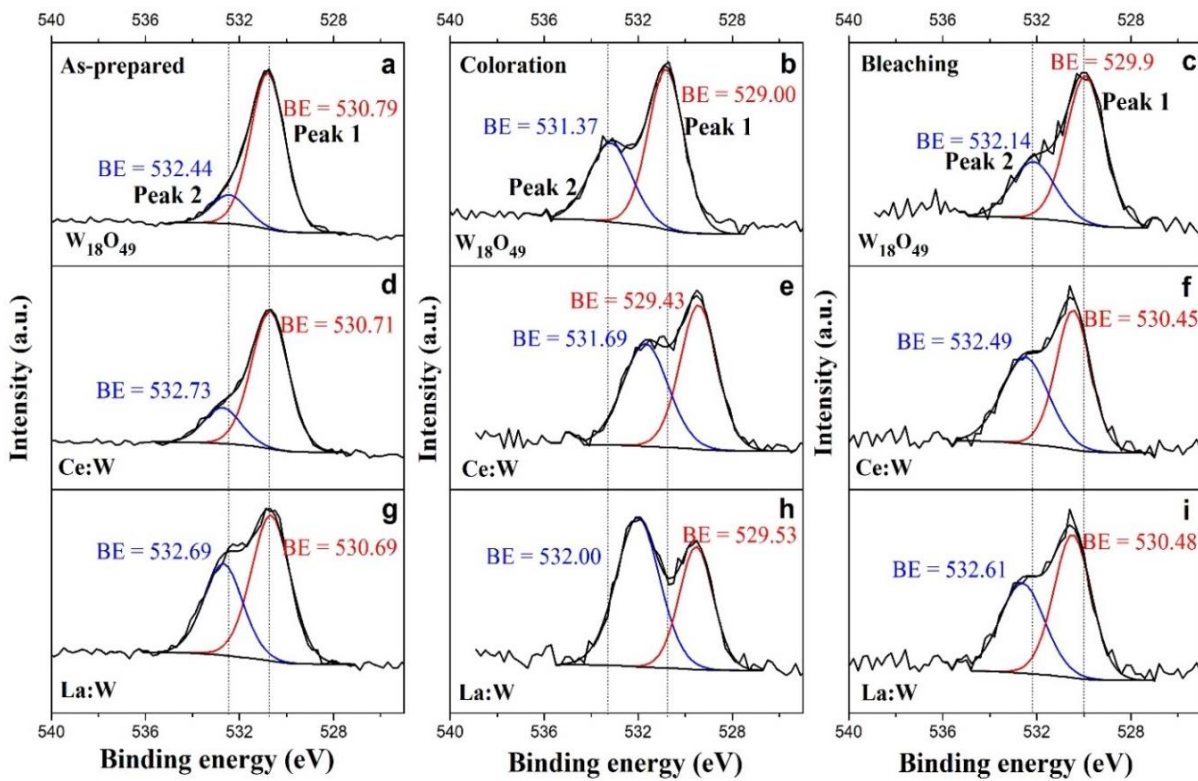 540 536 532 528
540 536 532 528
540 536 532 528
As-prepared
a
BE = 530.79
Peak 1
BE = 532.44
Peak 2
W18O49
Coloration
b
BE = 529.00
BE = 531.37
Peak 1
Peak 2
W18O49
Bleaching
c
BE = 529.9
Peak 1
BE = 532.14
Peak 2
W18O49
d
BE = 530.71
BE = 532.73
Ce:W
e
BE = 529.43
BE = 531.69
Ce:W
f
BE = 532.49
BE = 530.45
Ce:W
g
BE = 532.69
BE = 530.69
La:W
h
BE = 532.00
BE = 529.53
La:W
i
BE = 530.48
BE = 532.61
La:W
Intensity (a.u.)
Intensity (a.u.)
Intensity (a.u.)
540 536 532 528
540 536 532 528
540 536 532 528
Binding energy (eV)
Binding energy (eV)
Binding energy (eV)